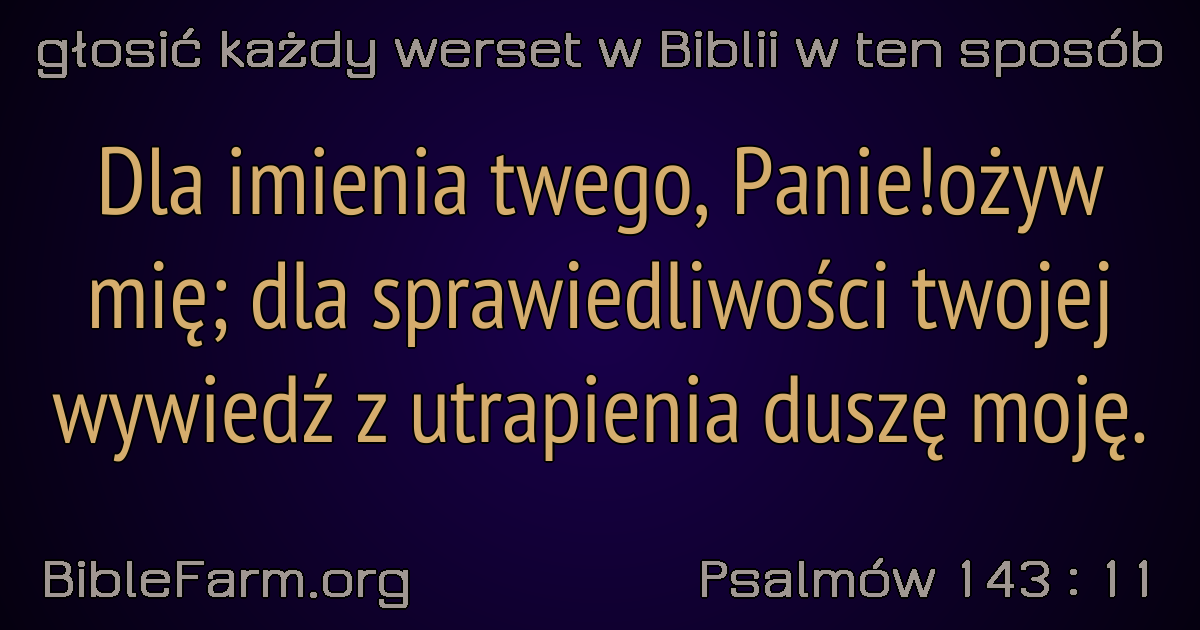 głosić każdy werset w Biblii w ten sposób
Dla imienia twego, Panie!ożyw
mię; dla sprawiedliwości twojej
wywiedź z utrapienia duszę moję.
BibleFarm.org
Psalmów 143 : 11